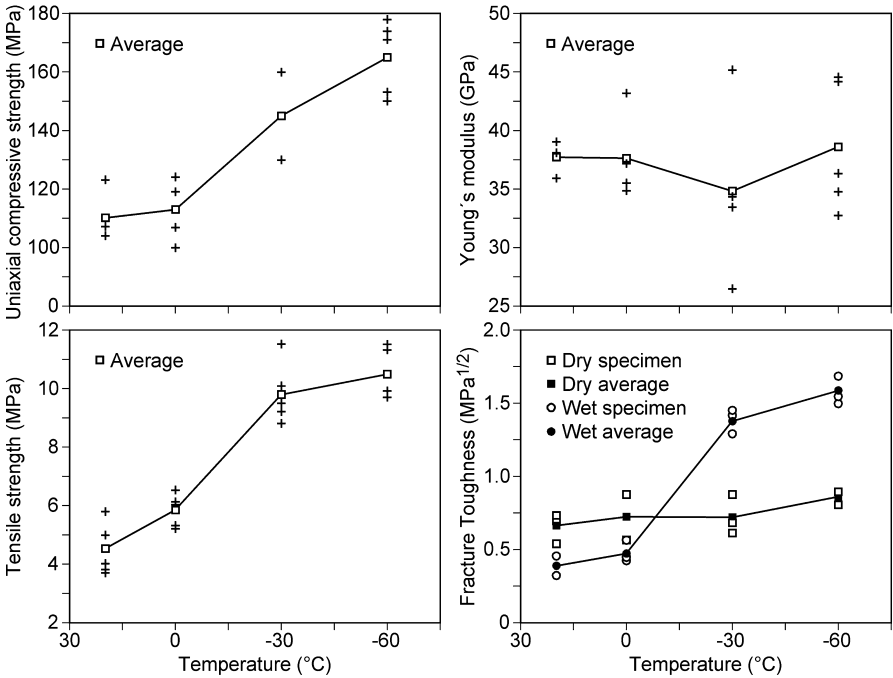 180
160
140
120
100
0
Uniaxial compressive strength (MPa)
Average
50
45
40
35
30
25
Young´s modulus (GPa)
Average
12
10
8
6
4
2
Tensile strength (MPa)
Average
30
0
-30
-60
Temperature (°C)
2.0
1.5
1.0
0.5
0
Fracture Toughness (MPa1/2)
Dry specimen
Dry average
Wet specimen
Wet average
30
0
-30
-60
Temperature (°C)